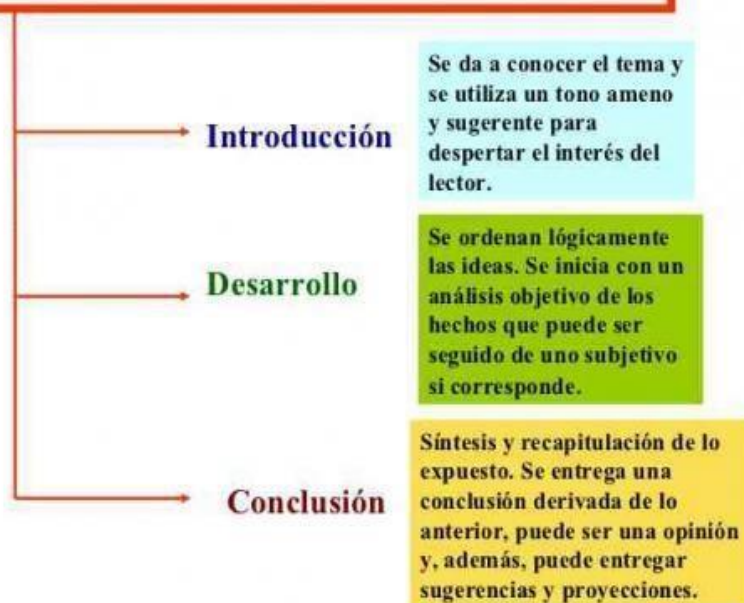 Introducción
Se da a conocer el tema y
se utiliza un tono ameno
y sugerente para
despertar el interés del
lector.
Desarrollo
Se ordenan lógicamente
las ideas. Se inicia con un
análisis objetivo de los
hechos que puede ser
seguido de uno subjetivo
si corresponde.
Conclusión
Síntesis y recapitulación de lo
expuesto. Se entrega una
conclusión derivada de lo
anterior, puede ser una opinión
y, además, puede entregar
sugerencias y proyecciones.